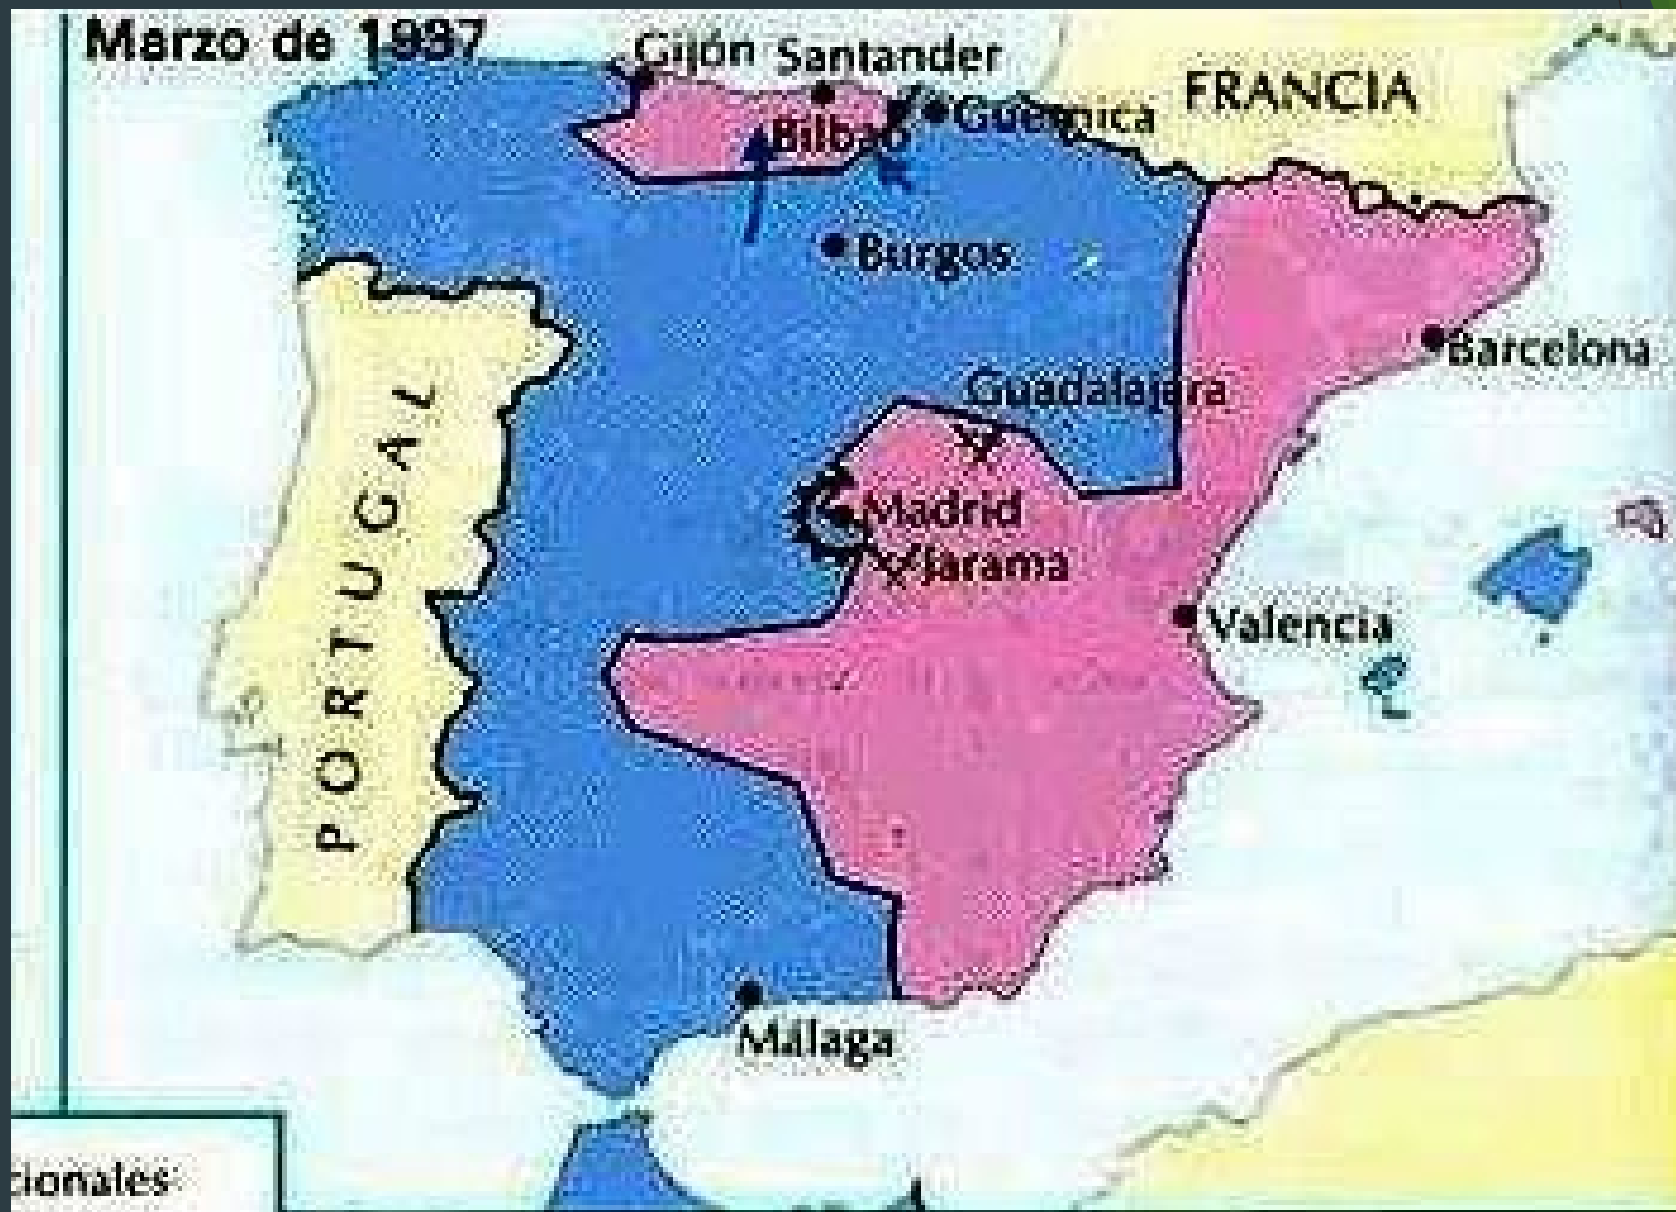 Marzo de 1937
Gijón Santander
FRANCIA
Guernica
Bilbao
Burgos
Barcelona
Guadalajara
PORTUGAL
Madrid
Jarama
Valencia
Málaga
cionales